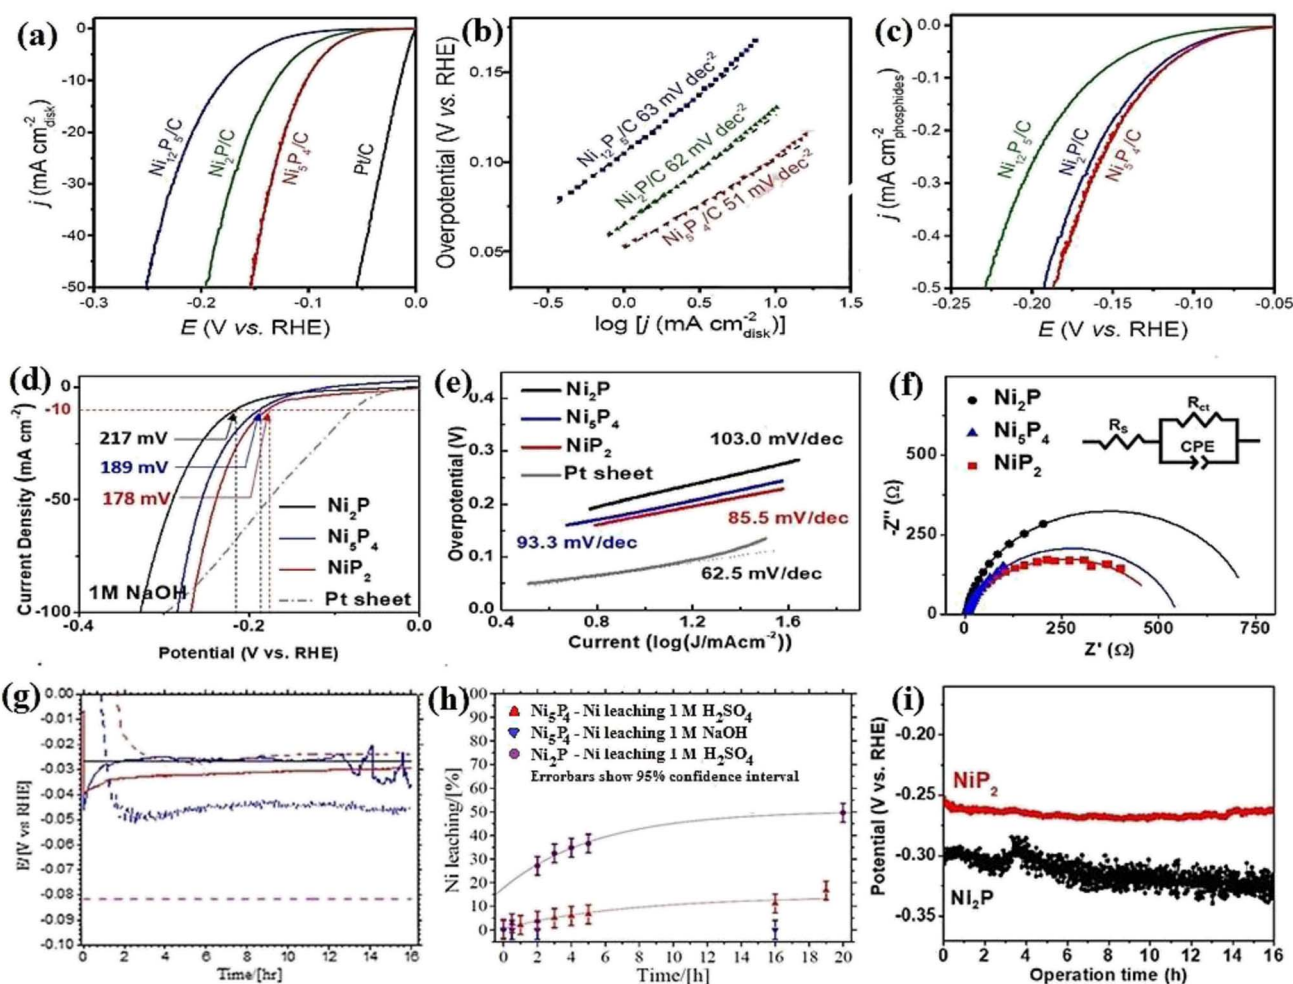 (a)
0
-10
-20
-30
-40
-50
j (mA cm⁻²disk)
Ni₁₂P₅/C
Ni₂P/C
Ni₅P₄/C
Pt/C
-0.3 -0.2 -0.1 0.0
E (V vs. RHE)
(b)
0.15
0.10
0.05
Overpotential (V vs. RHE)
Ni₁₂P₅/C 63 mV dec⁻²
Ni₂P/C 62 mV dec⁻²
Ni₅P₄/C 51 mV dec⁻²
-0.5 0.0 0.5 1.0 1.5
log [j (mA cm⁻²disk)]
(c)
0.0
-0.1
-0.2
-0.3
-0.4
-0.5
j (mA cm⁻²phosphides)
Ni₁₂P₅/C
Ni₂P/C
Ni₅P₄/C
-0.25 -0.20 -0.15 -0.10 -0.05
E (V vs. RHE)
(d)
0
-10
-50
-100
Current Density (mA cm⁻²)
217 mV
189 mV
178 mV
Ni₂P
Ni₅P₄
NiP₂
Pt sheet
1M NaOH
-0.4 -0.2 0.0
Potential (V vs. RHE)
(e)
0.4
0.3
0.2
0.1
0.0
Overpotential (V)
Ni₂P
Ni₅P₄
NiP₂
Pt sheet
103.0 mV/dec
93.3 mV/dec
85.5 mV/dec
62.5 mV/dec
0.4 0.8 1.2 1.6 2.0
Current (log(J/mAcm⁻²))
(f)
500
250
0
-Z'' (Ω)
Ni₂P
Ni₅P₄
NiP₂
Rₛ
R_ct
CPE
0 250 500 750
Z' (Ω)
(g)
0.00
-0.01
-0.02
-0.03
-0.04
-0.05
-0.06
-0.07
-0.08
-0.09
-0.10
E/[V vs RHE]
0 2 4 6 8 10 12 14 16
Time/[hr]
(h)
100
90
80
70
60
50
40
30
20
10
0
Ni leaching/[%]
Ni₅P₄ - Ni leaching 1 M H₂SO₄
Ni₅P₄ - Ni leaching 1 M NaOH
Ni₂P - Ni leaching 1 M H₂SO₄
Errorbars show 95% confidence interval
0 2 4 6 8 10 12 14 16 18 20
Time/[h]
(i)
-0.20
-0.25
-0.30
-0.35
Potential (V vs. RHE)
NiP₂
Ni₂P
0 2 4 6 8 10 12 14 16
Operation time (h)